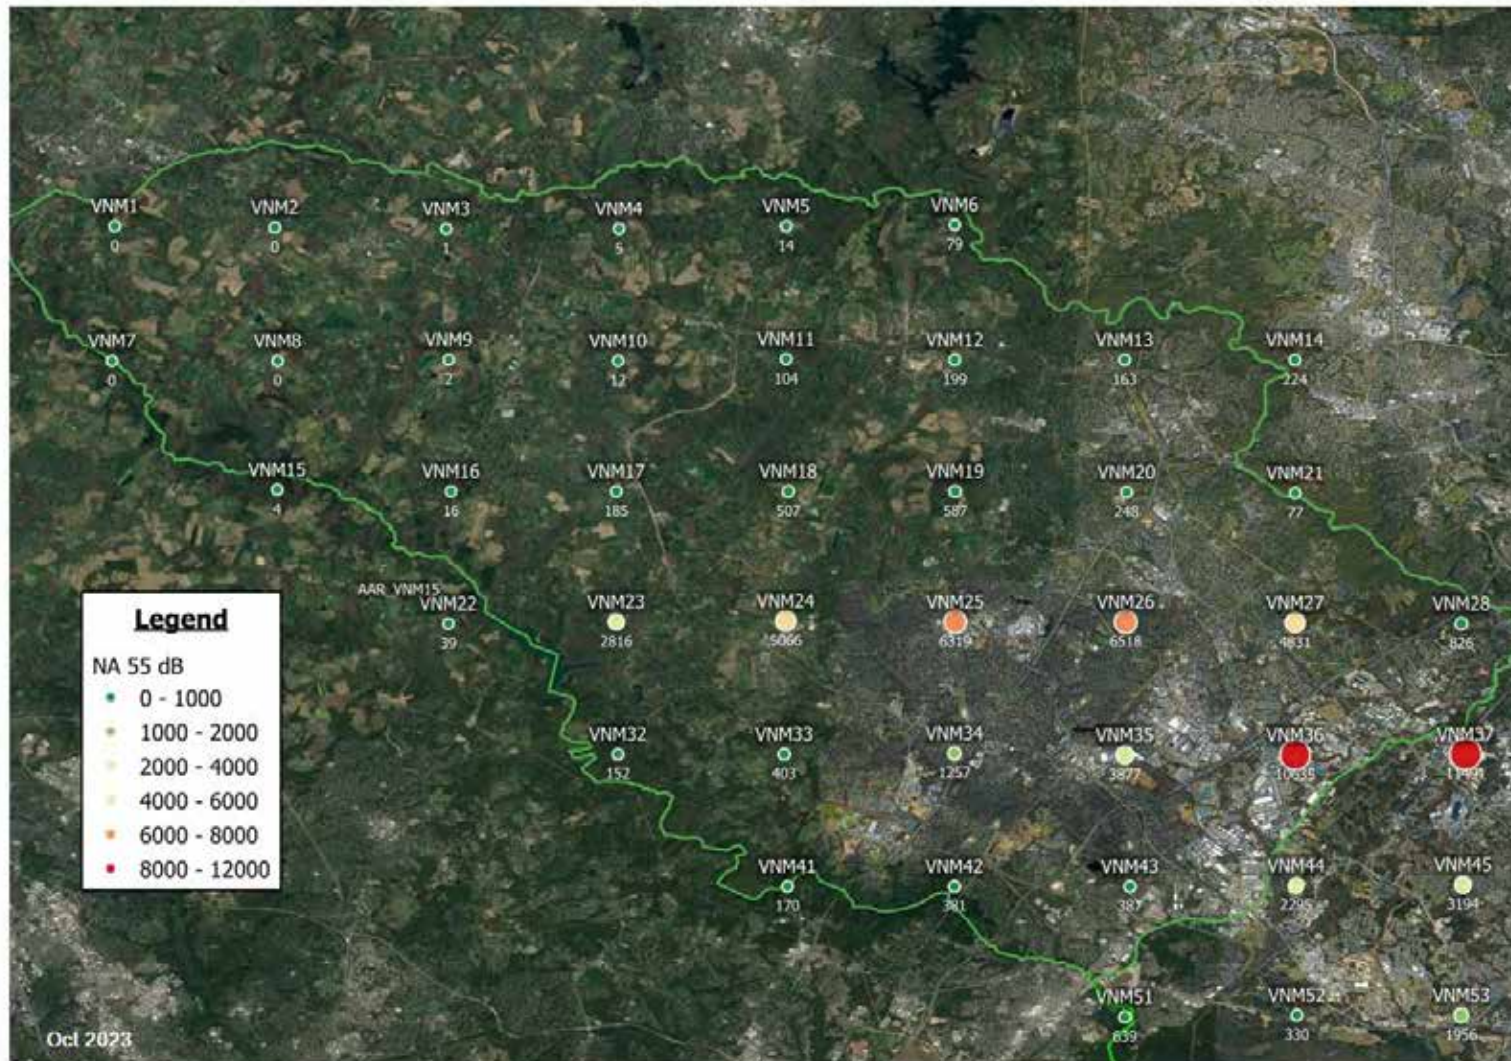 VNM1 VNM2 VNM3 VNM4 VNM5 VNM6
0 0 1 5 14 79
VNM7 VNM8 VNM9 VNM10 VNM11 VNM12 VNM13 VNM14
0 0 2 12 104 199 163 224
VNM15 VNM16 VNM17 VNM18 VNM19 VNM20 VNM21
4 16 185 507 587 248 77
AAR_VNM15
VNM22 VNM23 VNM24 VNM25 VNM26 VNM27 VNM28
39 2816 5066 6319 6518 4831 826
Legend
NA 55 dB
0 - 1000
1000 - 2000
2000 - 4000
4000 - 6000
6000 - 8000
8000 - 12000
VNM32 VNM33 VNM34 VNM35 VNM36 VNM37
152 403 1257 3877
VNM41 VNM42 VNM43 VNM44 VNM45
170 381 387 2295 3194
VNM51 VNM52 VNM53
639 330 1956
Oct 2023